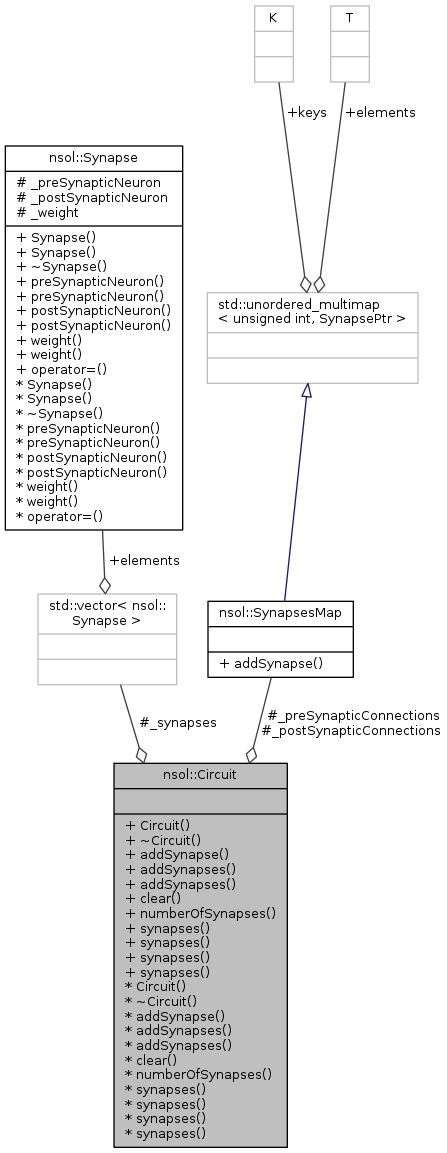 K
T
+keys
+elements
nsol::Synapse
# _preSynapticNeuron
# _postSynapticNeuron
# _weight
+ Synapse()
+ Synapse()
+ ~Synapse()
+ preSynapticNeuron()
+ preSynapticNeuron()
+ postSynapticNeuron()
+ postSynapticNeuron()
+ weight()
+ weight()
+ operator=()
* Synapse()
* Synapse()
* ~Synapse()
* preSynapticNeuron()
* preSynapticNeuron()
* postSynapticNeuron()
* postSynapticNeuron()
* weight()
* weight()
* operator=()
std::unordered_multimap
< unsigned int, SynapsePtr >
+elements
std::vector< nsol::
Synapse >
nsol::SynapsesMap
+ addSynapse()
#_synapses
#_preSynapticConnections
#_postSynapticConnections
nsol::Circuit
+ Circuit()
+ ~Circuit()
+ addSynapse()
+ addSynapses()
+ addSynapses()
+ clear()
+ numberOfSynapses()
+ synapses()
+ synapses()
+ synapses()
+ synapses()
* Circuit()
* ~Circuit()
* addSynapse()
* addSynapses()
* addSynapses()
* clear()
* numberOfSynapses()
* synapses()
* synapses()
* synapses()
* synapses()